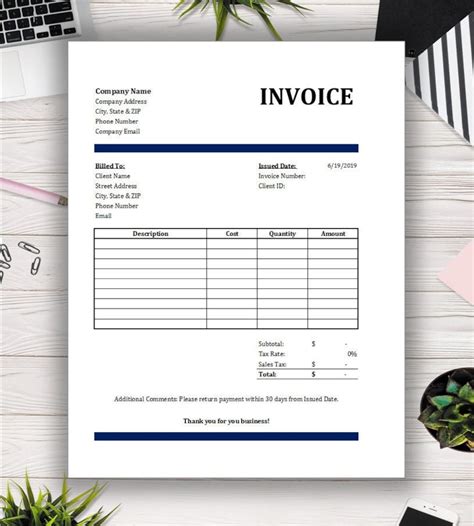 Company Name
INVOICE
Company Address
City, State & ZIP
Phone Number
Company Email
Billed To:
Issued Date: 6/19/2019
Client Name
Invoice Number:
Street Address
Client ID:
City, State & ZIP
Phone Number
Email
Description Cost Quantity Amount
Subtotal: $ -
Tax Rate: 0%
Sales Tax: $ -
Total: $ -
Additional Comments: Please return payment within 30 days from Issued Date.
Thank you for you business!